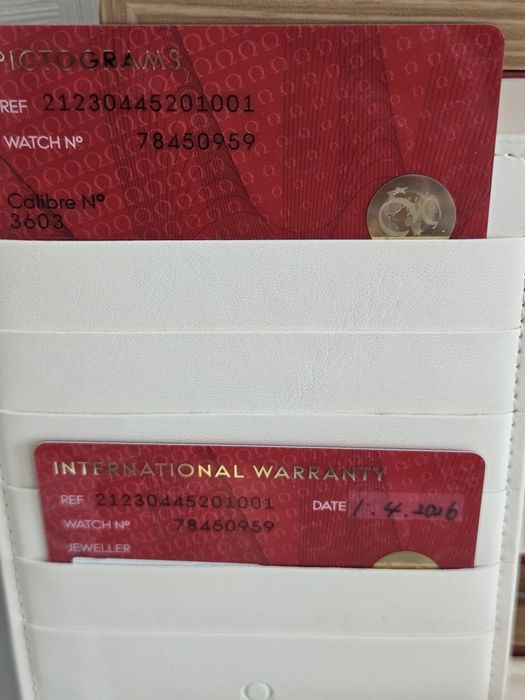 PICTOGRAMS
REF 21230445201001
WATCH Nº 78450959
Calibre Nº
3603
INTERNATIONAL WARRANTY
REF 21230445201001 DATE 1.4.2026
WATCH Nº 78450959
JEWELLER